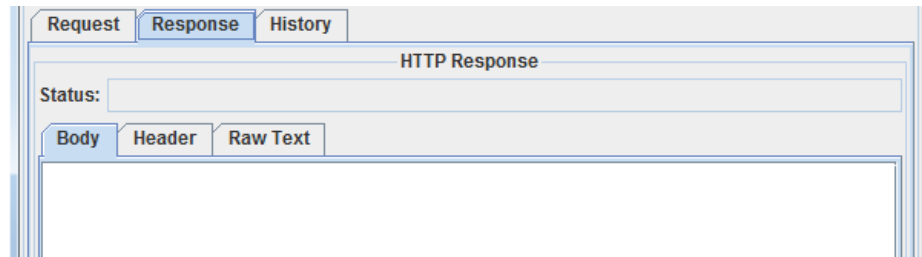 Request Response History
HTTP Response
Status:
Body Header Raw Text